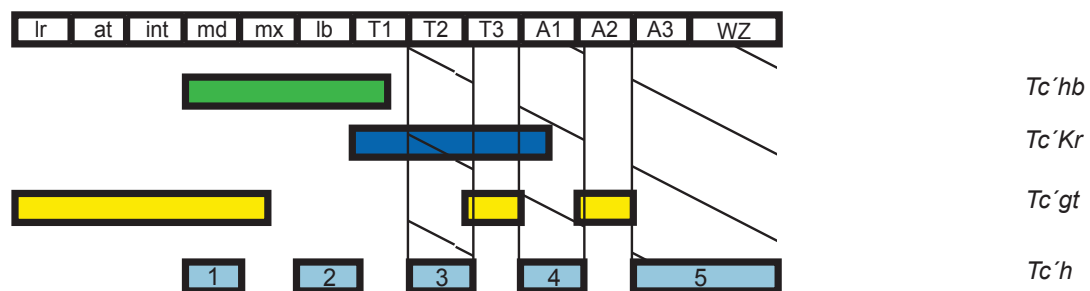 lr at int md mx lb T1 T2 T3 A1 A2 A3 WZ
Tc´hb
Tc´Kr
Tc´gt
1 2 3 4 5 Tc´h